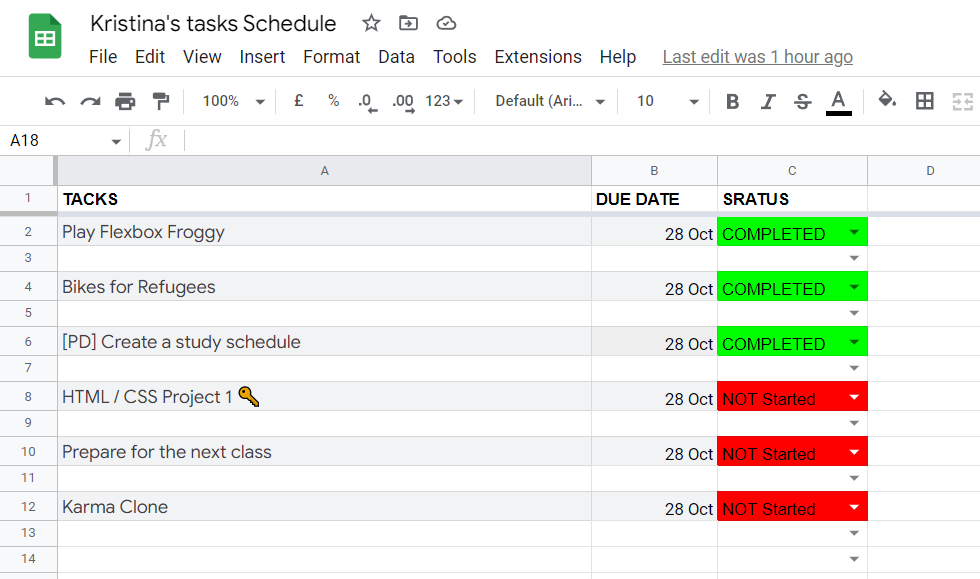 Kristina's tasks Schedule
File Edit View Insert Format Data Tools Extensions Help Last edit was 1 hour ago
100% £ % .0 .00 123 Default (Ari... 10 B I S A
A18 fx
A B C D
1 TACKS DUE DATE SRATUS
2 Play Flexbox Froggy 28 Oct COMPLETED
3
4 Bikes for Refugees 28 Oct COMPLETED
5
6 [PD] Create a study schedule 28 Oct COMPLETED
7
8 HTML / CSS Project 1 🔑 28 Oct NOT Started
9
10 Prepare for the next class 28 Oct NOT Started
11
12 Karma Clone 28 Oct NOT Started
13
14